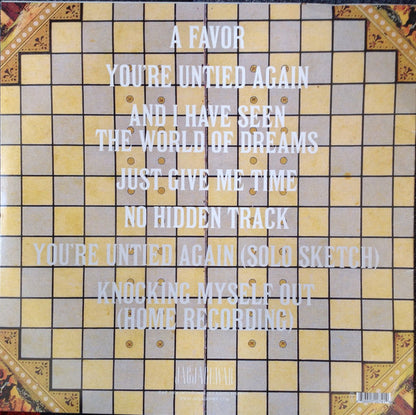 A FAVOR
YOU'RE UNTIED AGAIN
AND I HAVE SEEN
THE WORLD OF DREAMS
JUST GIVE ME TIME
NO HIDDEN TRACK
YOU'RE UNTIED AGAIN (SOLO SKETCH)
KNOCKING MYSELF OUT
(HOME RECORDING)
JAGJAGUWAR